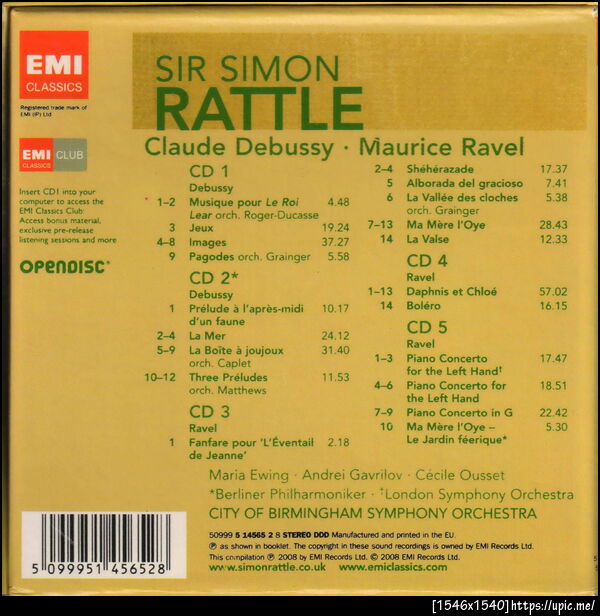 EMI
CLASSICS
Registered trade mark of
EMI (IP) Ltd
EMI CLUB
CLASSICS
Insert CD1 into your
computer to access the
EMI Classics Club:
Access bonus material,
exclusive pre-release
listening sessions and more
OPENDISC
SIR SIMON
RATTLE
Claude Debussy · Maurice Ravel
CD 1
Debussy
1–2 Musique pour Le Roi 4.48
Lear orch. Roger-Ducasse
3 Jeux 19.24
4–8 Images 37.27
9 Pagodes orch. Grainger 5.58
CD 2*
Debussy
1 Prélude à l'après-midi 10.17
d'un faune
2–4 La Mer 24.12
5–9 La Boîte à joujoux 31.40
orch. Caplet
10–12 Three Préludes 11.53
orch. Matthews
CD 3
Ravel
1 Fanfare pour 'L'Éventail 2.18
de Jeanne'
2–4 Shéhérazade 17.37
5 Alborada del gracioso 7.41
6 La Vallée des cloches 5.38
orch. Grainger
7–13 Ma Mère l'Oye 28.43
14 La Valse 12.33
CD 4
Ravel
1–13 Daphnis et Chloé 57.02
14 Boléro 16.15
CD 5
Ravel
1–3 Piano Concerto 17.47
for the Left Hand†
4–6 Piano Concerto for 18.51
the Left Hand
7–9 Piano Concerto in G 22.42
10 Ma Mère l'Oye – 5.30
Le Jardin féerique*
Maria Ewing · Andrei Gavrilov · Cécile Ousset
*Berliner Philharmoniker · †London Symphony Orchestra
CITY OF BIRMINGHAM SYMPHONY ORCHESTRA
50999 5 14565 2 8 STEREO DDD Manufactured and printed in the EU.
℗ as shown in booklet. The copyright in these sound recordings is owned by EMI Records Ltd.
This compilation ℗ 2008 by EMI Records Ltd. © 2008 EMI Records Ltd.
www.simonrattle.co.uk www.emiclassics.com
5 099951 456528
[1546x1540]https://upic.me/